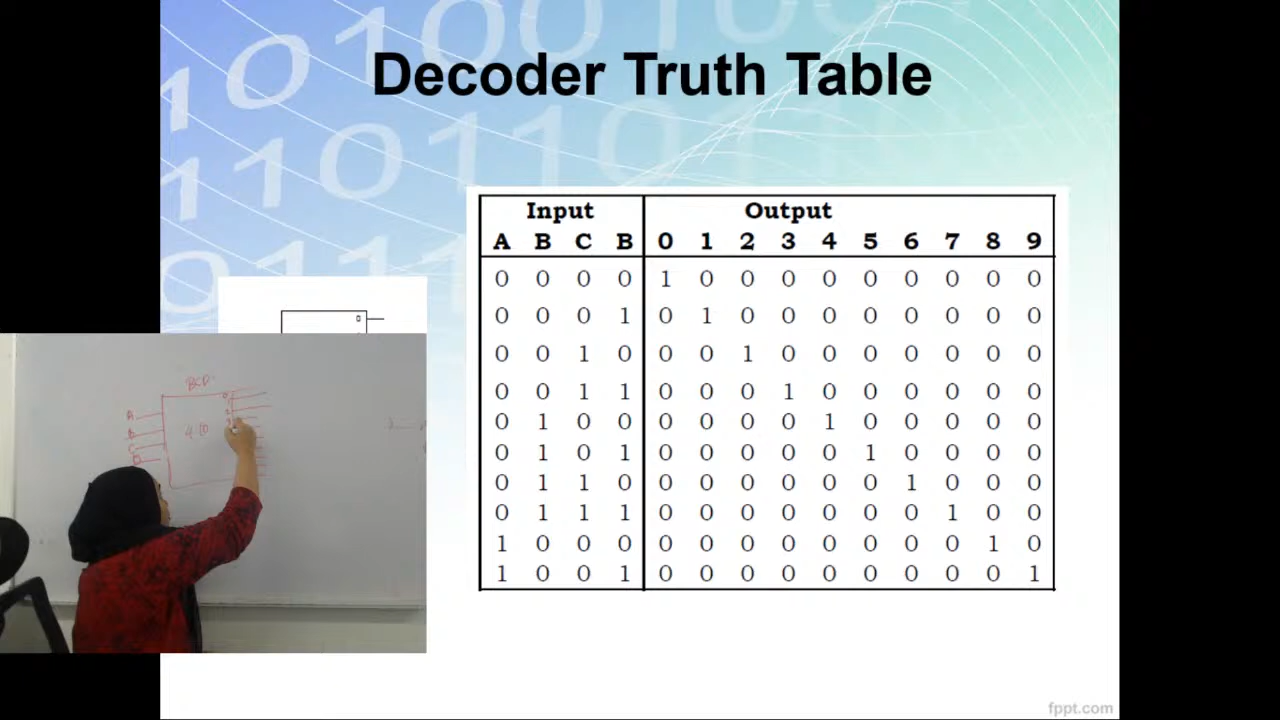 Decoder Truth Table
Input Output
A B C B 0 1 2 3 4 5 6 7 8 9
0 0 0 0 1 0 0 0 0 0 0 0 0 0
0 0 0 1 0 1 0 0 0 0 0 0 0 0
0 0 1 0 0 0 1 0 0 0 0 0 0 0
0 0 1 1 0 0 0 1 0 0 0 0 0 0
0 1 0 0 0 0 0 0 1 0 0 0 0 0
0 1 0 1 0 0 0 0 0 1 0 0 0 0
0 1 1 0 0 0 0 0 0 0 1 0 0 0
0 1 1 1 0 0 0 0 0 0 0 1 0 0
1 0 0 0 0 0 0 0 0 0 0 0 1 0
1 0 0 1 0 0 0 0 0 0 0 0 0 1
0
BCD
A
B
C
D
fppt.com